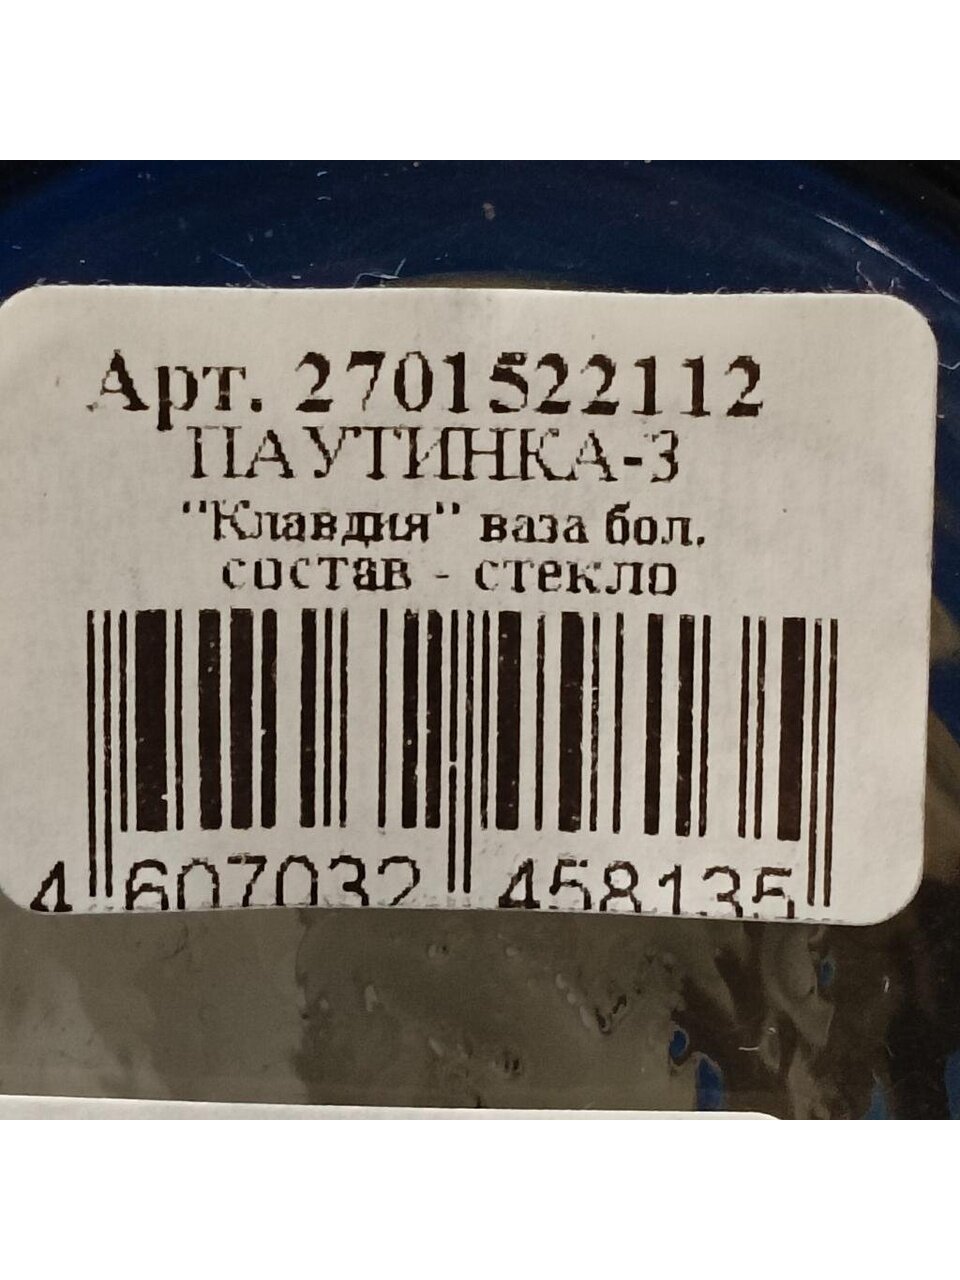 Арт. 2701522112
ПАУТИНКА-3
"Клавдия" ваза бол.
состав - стекло
4 607032 458135